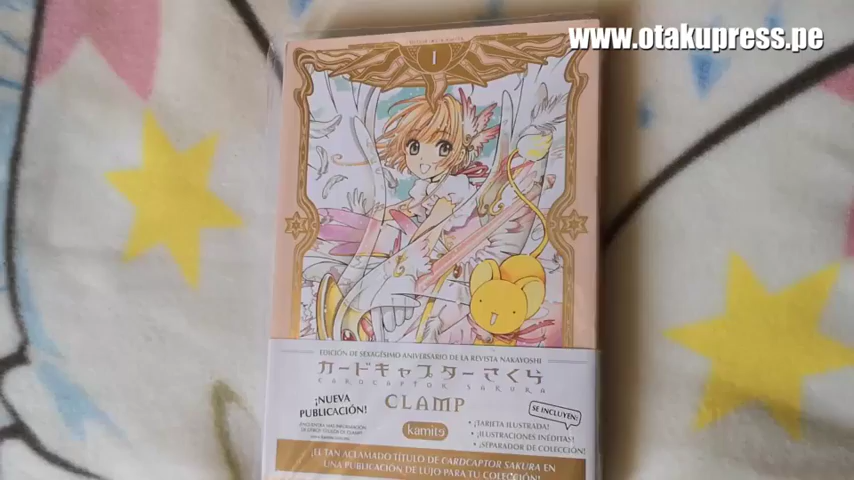 www.otakupress.pe
1
EDICIÓN DE SEXAGÉSIMO ANIVERSARIO DE LA REVISTA NAKAYOSHI
カードキャプターさくら
CARDCAPTOR SAKURA
CLAMP
¡NUEVA
PUBLICACIÓN!
kamite
SE INCLUYEN:
• ¡TARJETA ILUSTRADA!
• ¡ILUSTRACIONES INÉDITAS!
• ¡SEPARADOR DE COLECCIÓN!
¡EL TAN ACLAMADO TÍTULO DE CARDCAPTOR SAKURA EN
UNA PUBLICACIÓN DE LUJO PARA TU COLECCIÓN!